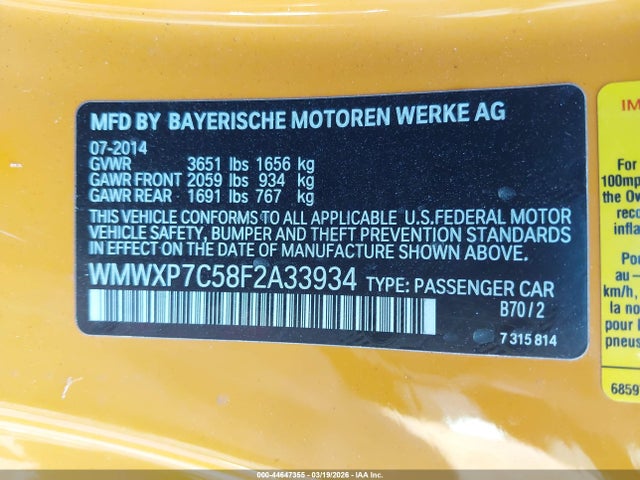 MFD BY BAYERISCHE MOTOREN WERKE AG
07-2014
GVWR 3651 lbs 1656 kg
GAWR FRONT 2059 lbs 934 kg
GAWR REAR 1691 lbs 767 kg
THIS VEHICLE CONFORMS TO ALL APPLICABLE U.S.FEDERAL MOTOR
VEHICLE SAFETY, BUMPER AND THEFT PREVENTION STANDARDS
IN EFFECT ON THE DATE OF MANUFACTURE SHOWN ABOVE.
WMWXP7C58F2A33934 TYPE: PASSENGER CAR
B70/2
7 315 814
IM
For
100mp
the Ow
reco
infla
Po
au
km/h,
la no
pour l
pneus
6859
000-44647355 - 03/19/2026 - IAA Inc.